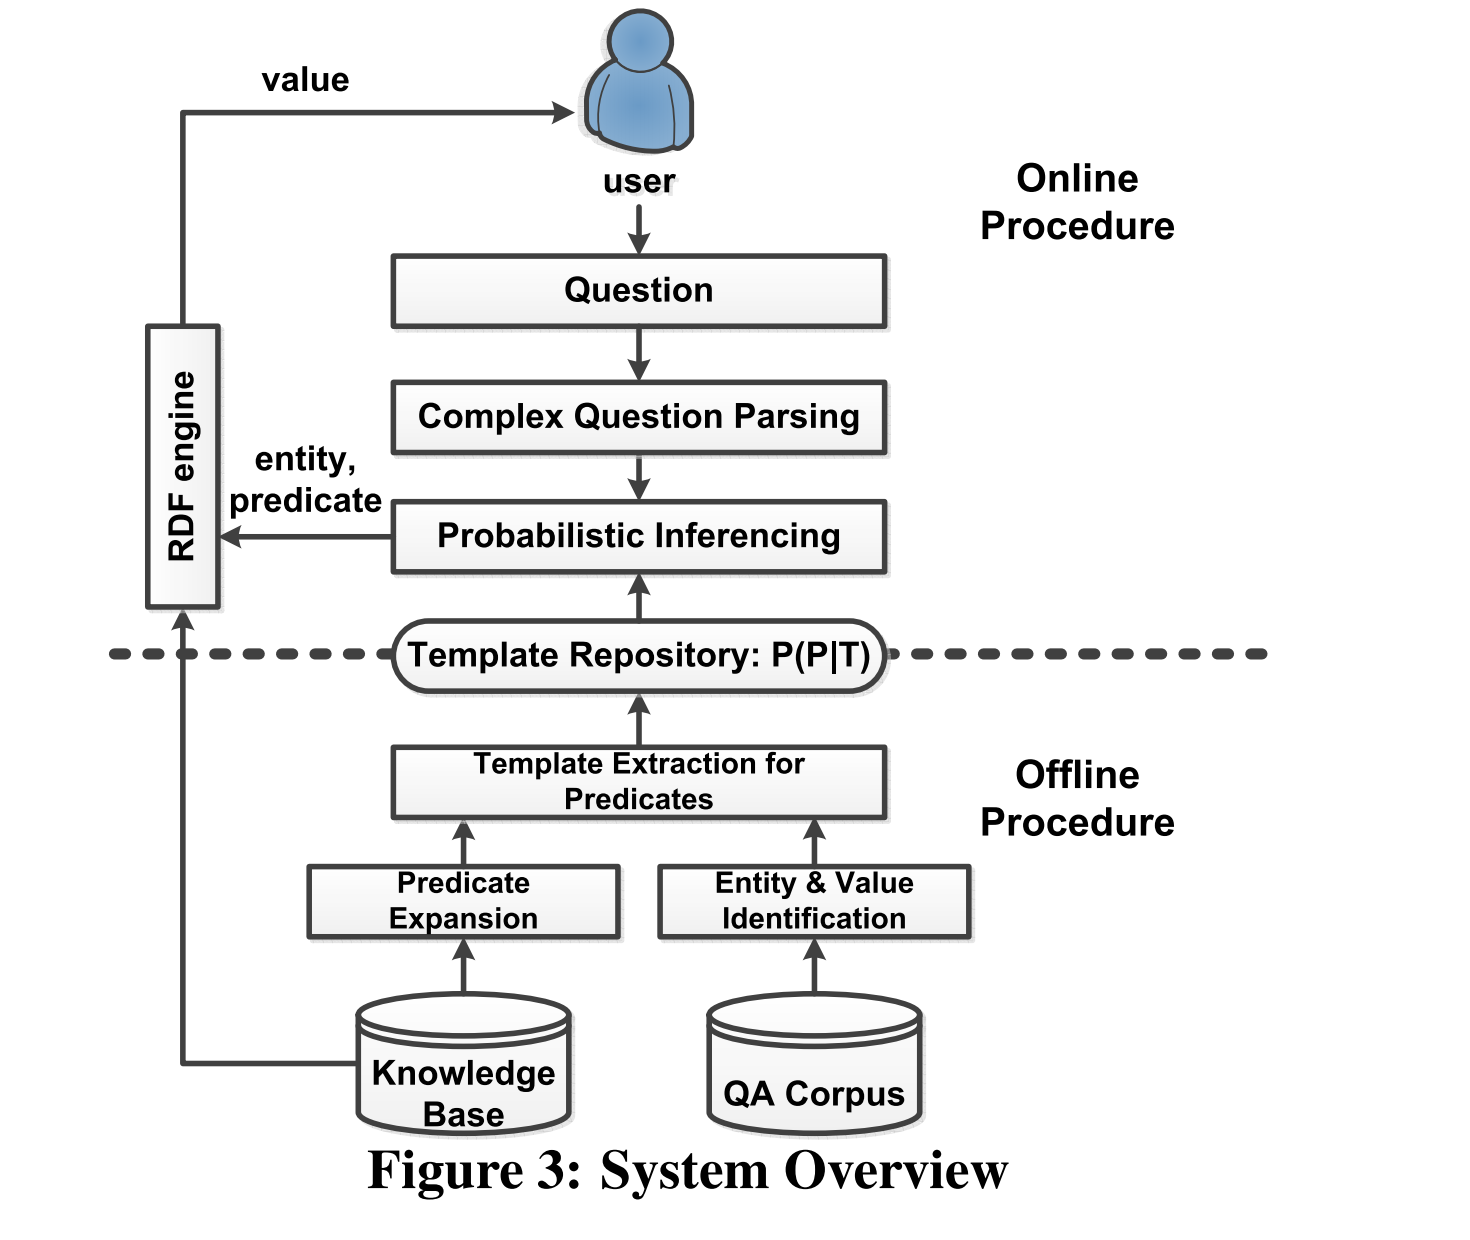 value
user
Online
Procedure
Question
Complex Question Parsing
RDF engine
entity,
predicate
Probabilistic Inferencing
Template Repository: P(P|T)
Template Extraction for
Predicates
Offline
Procedure
Predicate
Expansion
Entity & Value
Identification
Knowledge
Base
QA Corpus
Figure 3: System Overview